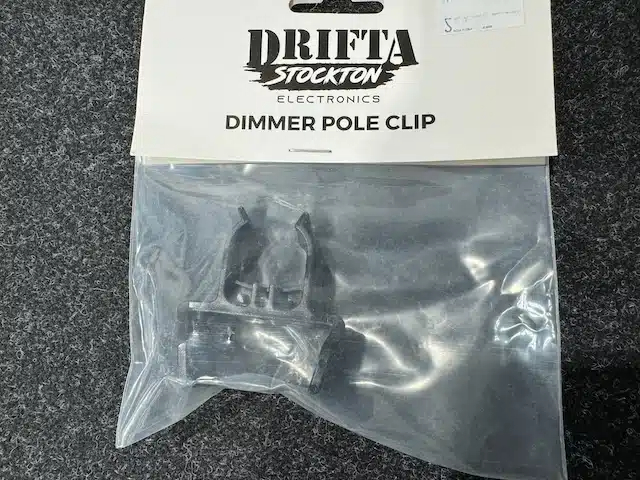 DRIFTA
STOCKTON
ELECTRONICS
DIMMER POLE CLIP